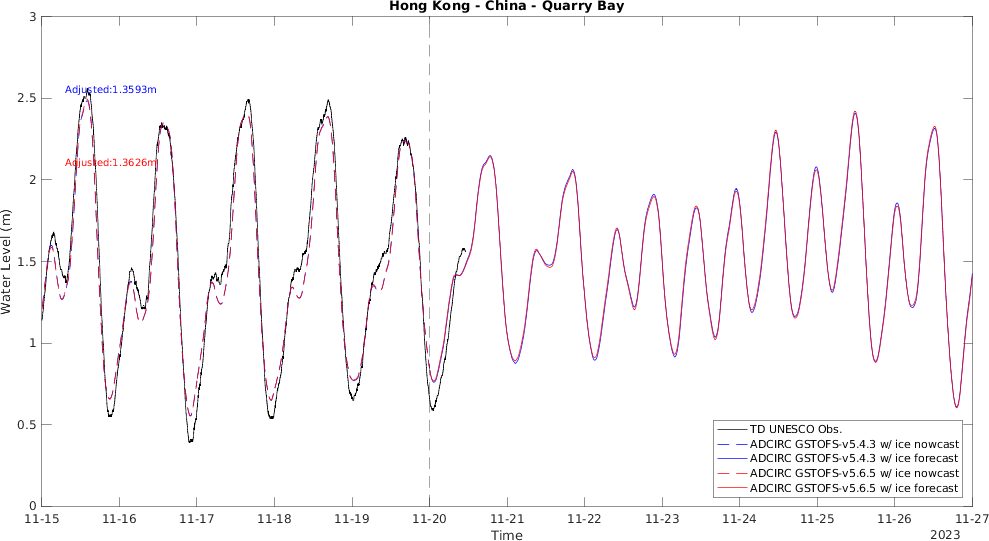 Hong Kong - China - Quarry Bay
3
2.5
2
1.5
1
0.5
0
Water Level (m)
Adjusted:1.3593m
Adjusted:1.3626m
TD UNESCO Obs.
ADCIRC GSTOFS-v5.4.3 w/ ice nowcast
ADCIRC GSTOFS-v5.4.3 w/ ice forecast
ADCIRC GSTOFS-v5.6.5 w/ ice nowcast
ADCIRC GSTOFS-v5.6.5 w/ ice forecast
11-15 11-16 11-17 11-18 11-19 11-20 11-21 11-22 11-23 11-24 11-25 11-26 11-27
Time
2023